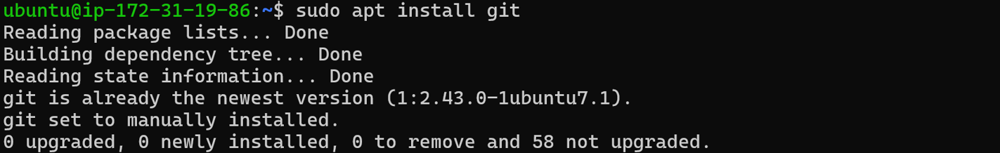 ubuntu@ip-172-31-19-86:~$ sudo apt install git
Reading package lists... Done
Building dependency tree... Done
Reading state information... Done
git is already the newest version (1:2.43.0-1ubuntu7.1).
git set to manually installed.
0 upgraded, 0 newly installed, 0 to remove and 58 not upgraded.